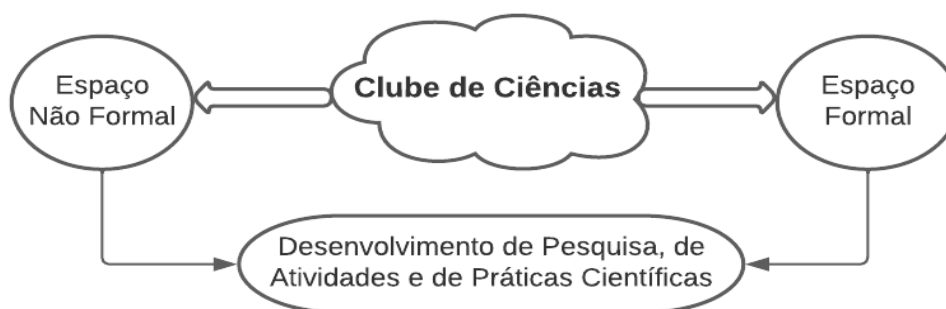 Espaço
Não Formal
Clube de Ciências
Espaço
Formal
Desenvolvimento de Pesquisa, de
Atividades e de Práticas Científicas